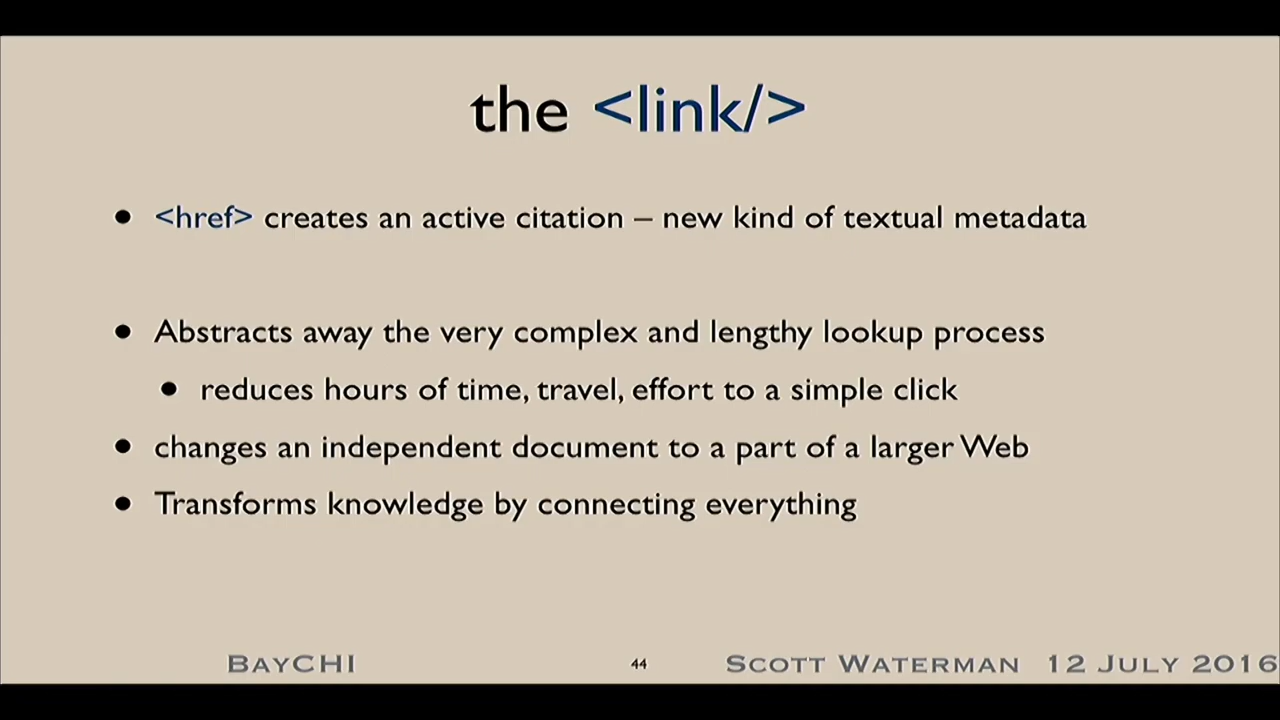 the <link/>
• <href> creates an active citation – new kind of textual metadata
• Abstracts away the very complex and lengthy lookup process
• reduces hours of time, travel, effort to a simple click
• changes an independent document to a part of a larger Web
• Transforms knowledge by connecting everything
BayCHI 44 Scott Waterman 12 July 2016